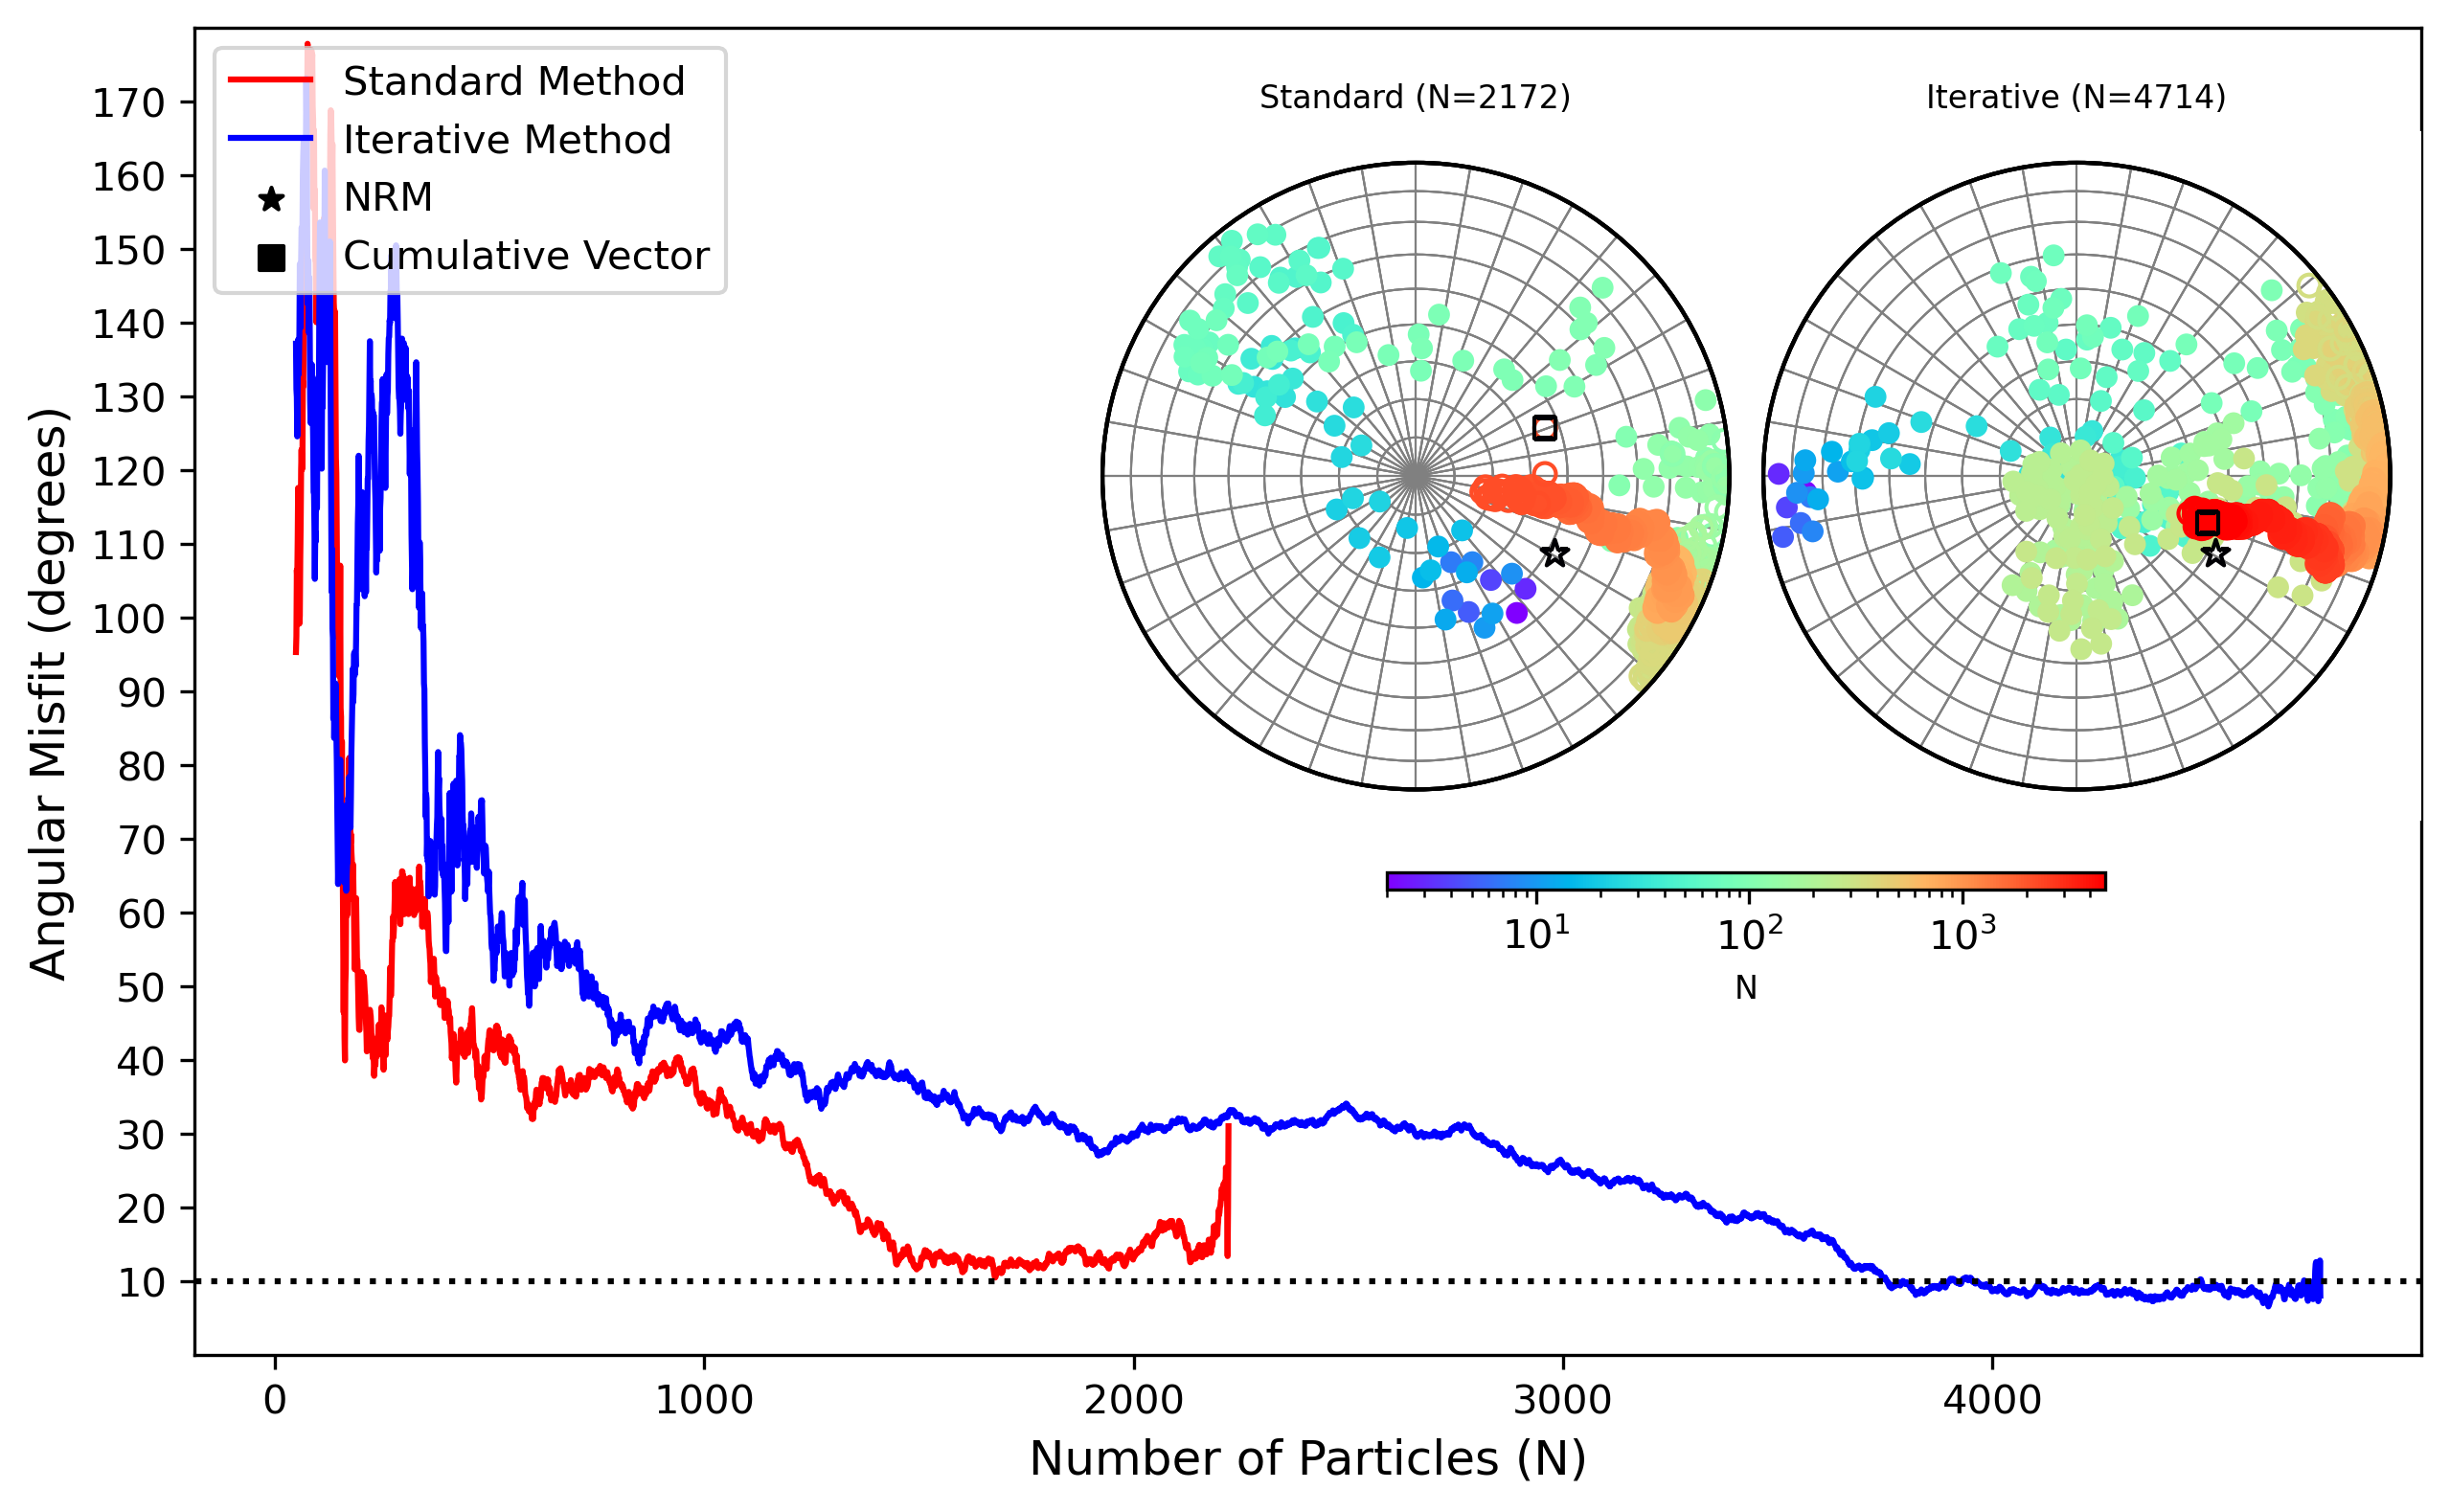 Standard Method
Iterative Method
NRM
Cumulative Vector
Standard (N=2172)
Iterative (N=4714)
170
160
150
140
130
120
110
100
90
80
70
60
50
40
30
20
10
Angular Misfit (degrees)
10¹ 10² 10³
N
0 1000 2000 3000 4000
Number of Particles (N)